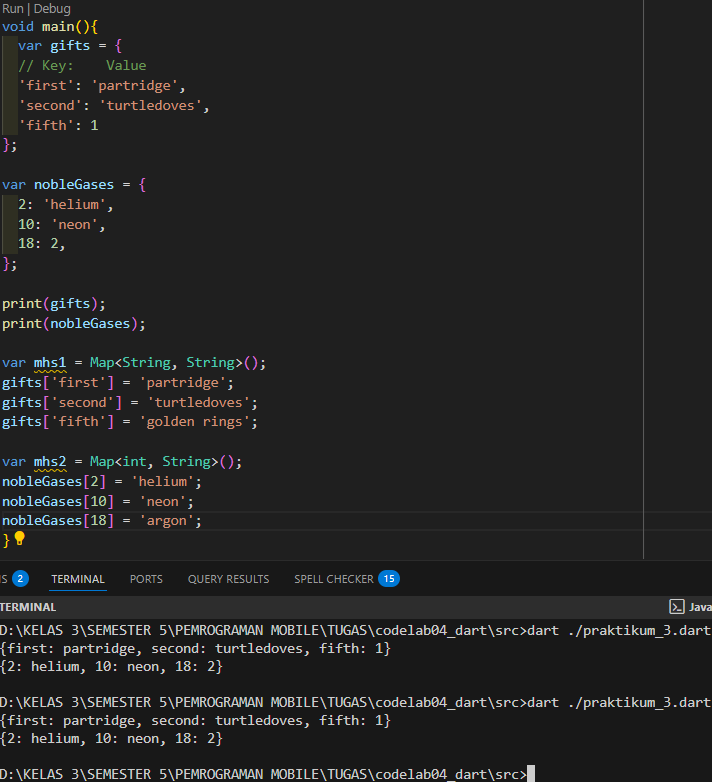 Run | Debug
void main(){
  var gifts = {
  // Key:    Value
  'first': 'partridge',
  'second': 'turtledoves',
  'fifth': 1
};

var nobleGases = {
  2: 'helium',
  10: 'neon',
  18: 2,
};

print(gifts);
print(nobleGases);

var mhs1 = Map<String, String>();
gifts['first'] = 'partridge';
gifts['second'] = 'turtledoves';
gifts['fifth'] = 'golden rings';

var mhs2 = Map<int, String>();
nobleGases[2] = 'helium';
nobleGases[10] = 'neon';
nobleGases[18] = 'argon';
}
S 2 TERMINAL PORTS QUERY RESULTS SPELL CHECKER 15
TERMINAL Java
D:\KELAS 3\SEMESTER 5\PEMROGRAMAN MOBILE\TUGAS\codelab04_dart\src>dart ./praktikum_3.dart
{first: partridge, second: turtledoves, fifth: 1}
{2: helium, 10: neon, 18: 2}

D:\KELAS 3\SEMESTER 5\PEMROGRAMAN MOBILE\TUGAS\codelab04_dart\src>dart ./praktikum_3.dart
{first: partridge, second: turtledoves, fifth: 1}
{2: helium, 10: neon, 18: 2}

D:\KELAS 3\SEMESTER 5\PEMROGRAMAN MOBILE\TUGAS\codelab04_dart\src>